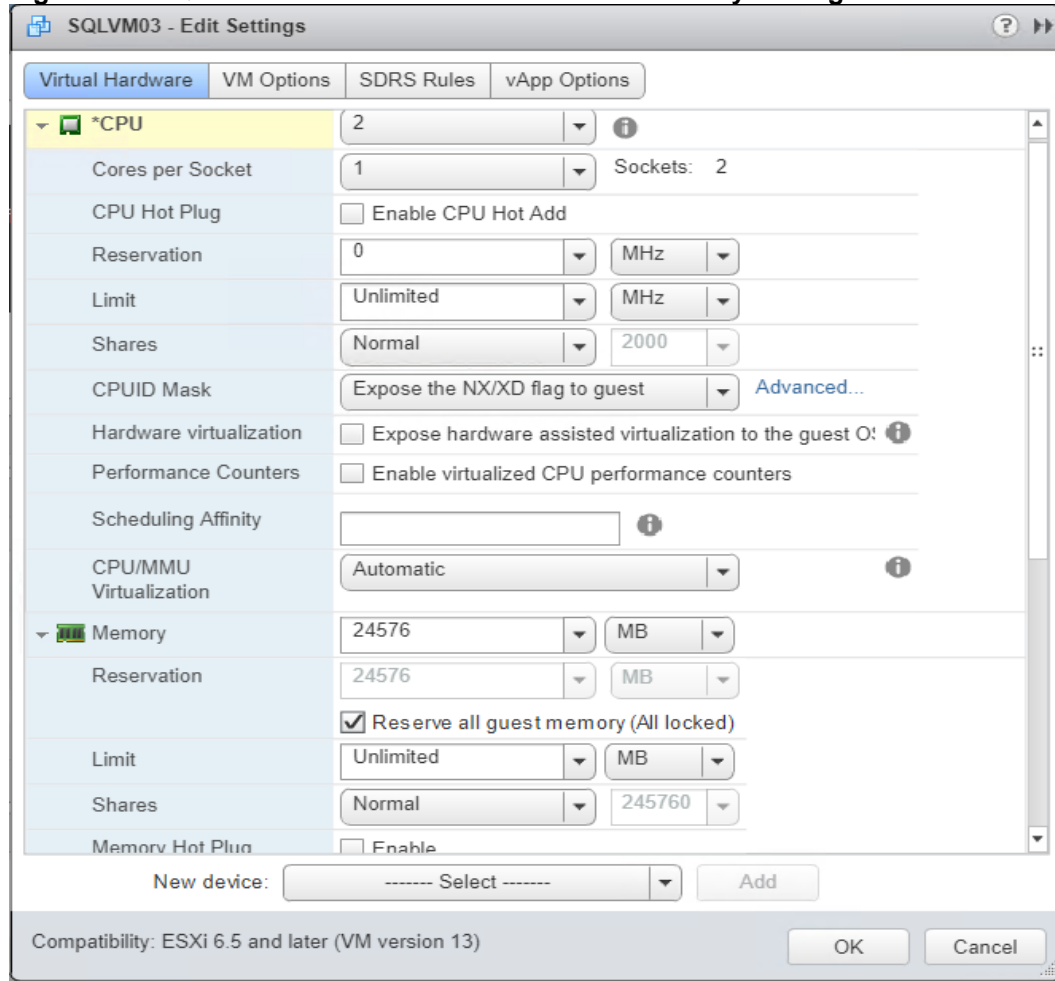 SQLVM03 - Edit Settings
Virtual Hardware VM Options SDRS Rules vApp Options
*CPU 2
Cores per Socket 1 Sockets: 2
CPU Hot Plug Enable CPU Hot Add
Reservation 0 MHz
Limit Unlimited MHz
Shares Normal 2000
CPUID Mask Expose the NX/XD flag to guest Advanced...
Hardware virtualization Expose hardware assisted virtualization to the guest OS
Performance Counters Enable virtualized CPU performance counters
Scheduling Affinity
CPU/MMU Automatic
Virtualization
Memory 24576 MB
Reservation 24576 MB
Reserve all guest memory (All locked)
Limit Unlimited MB
Shares Normal 245760
Memory Hot Plug Enable
New device: ------- Select ------- Add
Compatibility: ESXi 6.5 and later (VM version 13) OK Cancel